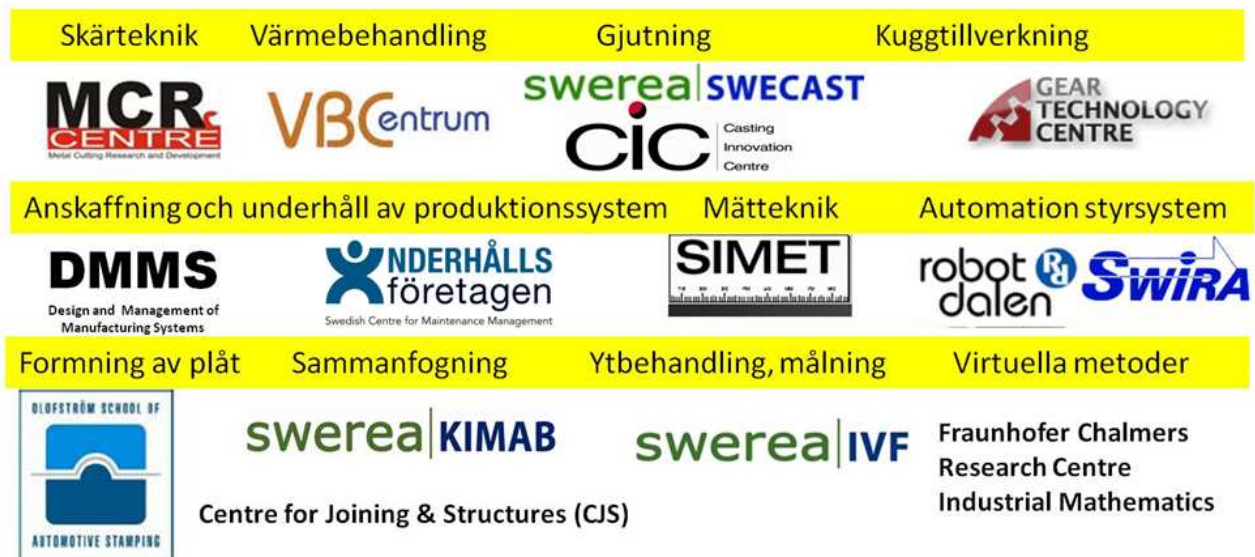 Skärteknik Värmebehandling Gjutning Kuggtillverkning
MCRc
CENTRE
Metal Cutting Research and Development
VBCentrum
swerea|SWECAST
CiC
Casting
Innovation
Centre
GEAR
TECHNOLOGY
CENTRE
Anskaffning och underhåll av produktionssystem Mätteknik Automation styrsystem
DMMS
Design and Management of
Manufacturing Systems
UNDERHÅLLS
företagen
Swedish Centre for Maintenance Management
SIMET
robot
dalen
SWIRA
Formning av plåt Sammanfogning Ytbehandling, målning Virtuella metoder
OLOFSTRÖM SCHOOL OF
AUTOMOTIVE STAMPING
swerea|KIMAB
Centre for Joining & Structures (CJS)
swerea|IVF
Fraunhofer Chalmers
Research Centre
Industrial Mathematics